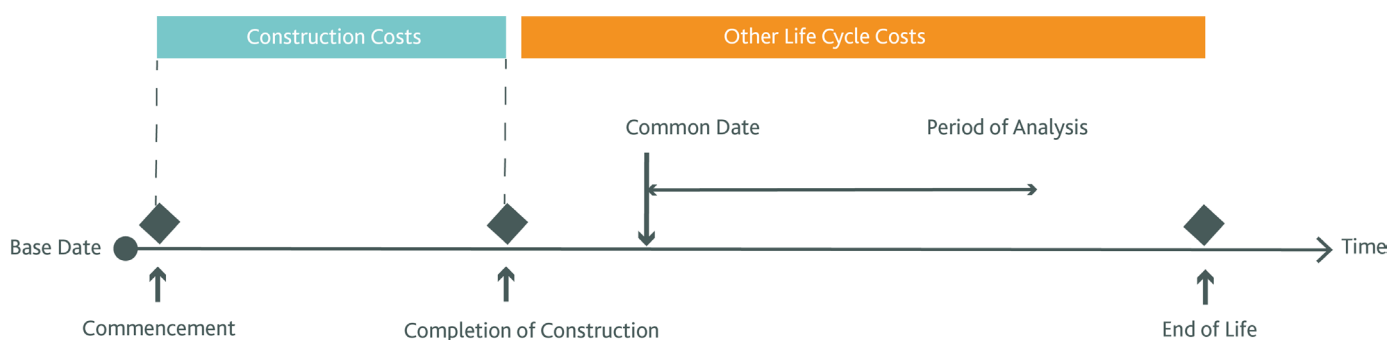 Construction Costs
Other Life Cycle Costs
Common Date
Period of Analysis
Base Date
Time
Commencement
Completion of Construction
End of Life